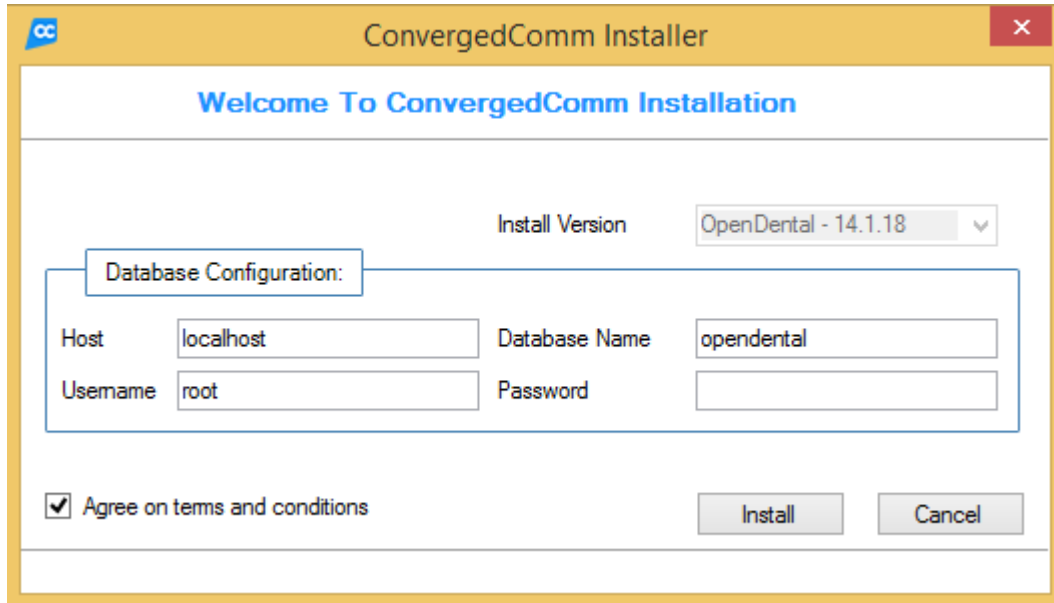 CC
ConvergedComm Installer
Welcome To ConvergedComm Installation
Install Version OpenDental - 14.1.18
Database Configuration:
Host localhost Database Name opendental
Username root Password
Agree on terms and conditions Install Cancel